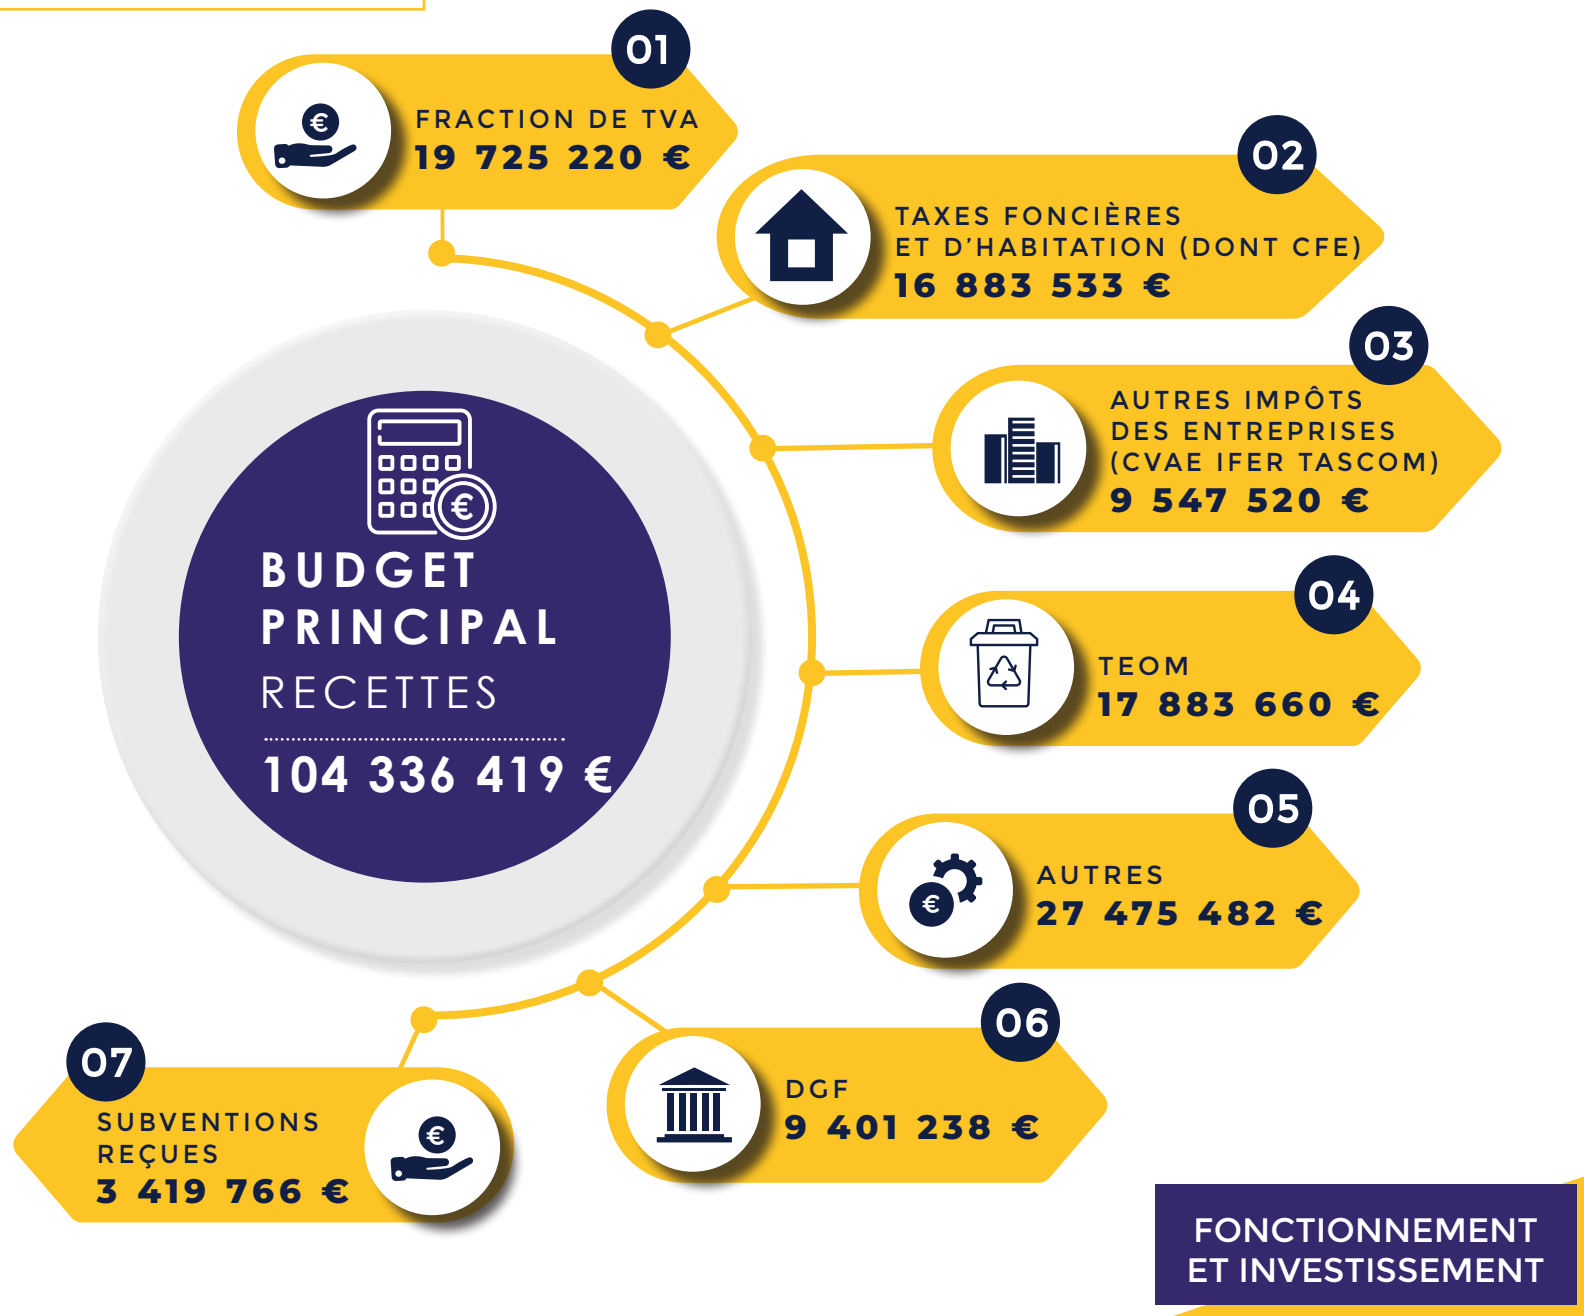 01
FRACTION DE TVA
19 725 220 €
02
TAXES FONCIÈRES
ET D'HABITATION (DONT CFE)
16 883 533 €
03
AUTRES IMPÔTS
DES ENTREPRISES
(CVAE IFER TASCOM)
9 547 520 €
04
TEOM
17 883 660 €
05
AUTRES
27 475 482 €
06
DGF
9 401 238 €
07
SUBVENTIONS
REÇUES
3 419 766 €
BUDGET
PRINCIPAL
RECETTES
104 336 419 €
FONCTIONNEMENT
ET INVESTISSEMENT